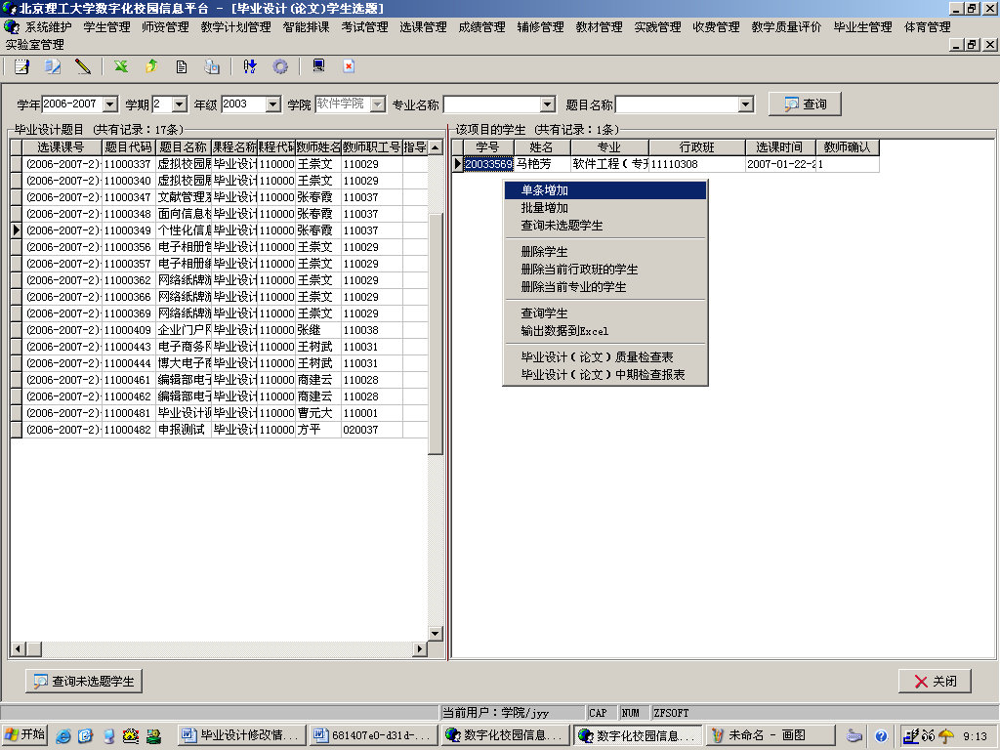 北京理工大学数字化校园信息平台 - [毕业设计(论文)学生选题]
系统维护 学生管理 师资管理 教学计划管理 智能排课 考试管理 选课管理 成绩管理 辅修管理 教材管理 实践管理 收费管理 教学质量评价 毕业生管理 体育管理
实验室管理
学年 2006-2007 学期 2 年级 2003 学院 软件学院 专业名称 题目名称 查询
毕业设计题目 (共有记录：17条)
选课课号 题目代码 题目名称 课程名称 课程代码 教师姓名 教师职工号 指导
(2006-2007-2)- 11000337 虚拟校园 毕业设计 110000 王崇文 110029
(2006-2007-2)- 11000340 虚拟校园 毕业设计 110000 王崇文 110029
(2006-2007-2)- 11000347 文献管理 毕业设计 110000 张春霞 110037
(2006-2007-2)- 11000348 面向信息 毕业设计 110000 张春霞 110037
(2006-2007-2)- 11000349 个性化信息 毕业设计 110000 张春霞 110037
(2006-2007-2)- 11000356 电子相册 毕业设计 110000 王崇文 110029
(2006-2007-2)- 11000357 电子相册 毕业设计 110000 王崇文 110029
(2006-2007-2)- 11000362 网络纸牌 毕业设计 110000 王崇文 110029
(2006-2007-2)- 11000366 网络纸牌 毕业设计 110000 王崇文 110029
(2006-2007-2)- 11000369 网络纸牌 毕业设计 110000 王崇文 110029
(2006-2007-2)- 11000409 企业门户 毕业设计 110000 张继 110038
(2006-2007-2)- 11000443 电子商务 毕业设计 110000 王树武 110031
(2006-2007-2)- 11000444 博大电子 毕业设计 110000 王树武 110031
(2006-2007-2)- 11000461 编辑部电子 毕业设计 110000 商建云 110028
(2006-2007-2)- 11000462 编辑部电子 毕业设计 110000 商建云 110028
(2006-2007-2)- 11000481 毕业设计 毕业设计 110000 曹元大 110001
(2006-2007-2)- 11000482 申报测试 毕业设计 110000 方平 020037
该项目的学生 (共有记录：1条)
学号 姓名 专业 行政班 选课时间 教师确认
20033569 马艳芳 软件工程(专升 11110308 2007-01-22-2 1
单条增加
批量增加
查询未选题学生
删除学生
删除当前行政班的学生
删除当前专业的学生
查询学生
输出数据到Excel
毕业设计(论文)质量检查表
毕业设计(论文)中期检查报表
查询未选题学生 关闭
当前用户：学院/jyy CAP NUM ZFSOFT
开始 毕业设计修改情... 681407e0-d31d-... 数字化校园信息... 数字化校园信息... 未命名 - 画图 9:13